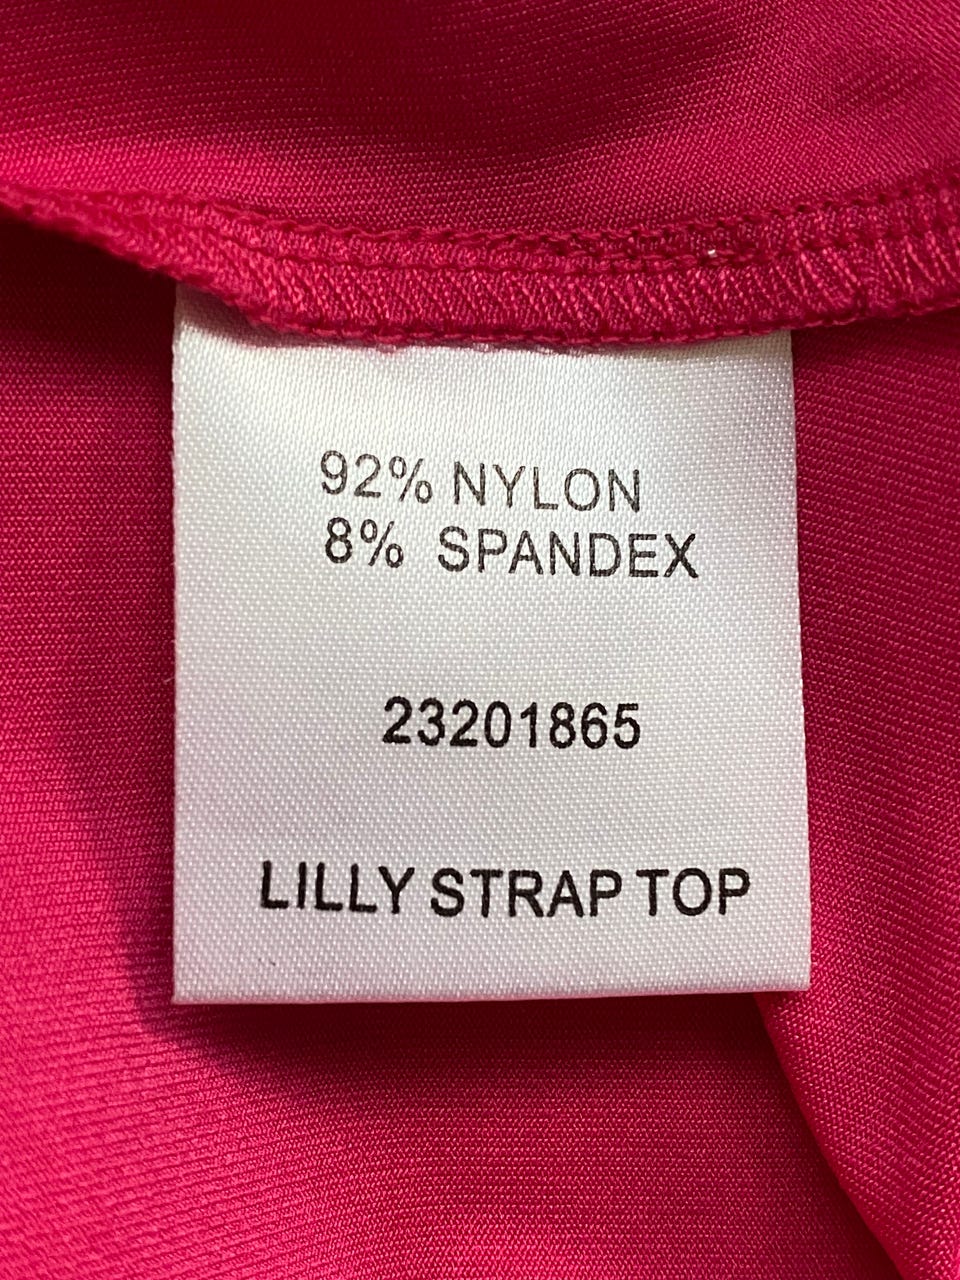 92% NYLON
8% SPANDEX
23201865
LILLY STRAP TOP